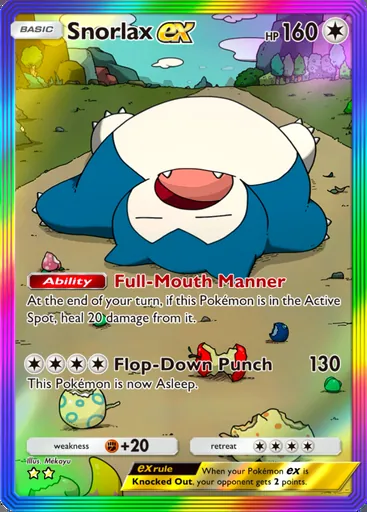 BASIC Snorlax ex HP 160
Ability Full-Mouth Manner
At the end of your turn, if this Pokémon is in the Active
Spot, heal 20 damage from it.
Flop-Down Punch 130
This Pokémon is now Asleep.
weakness +20 retreat
Illus. Mekayu
ex rule When your Pokémon ex is
Knocked Out, your opponent gets 2 points.